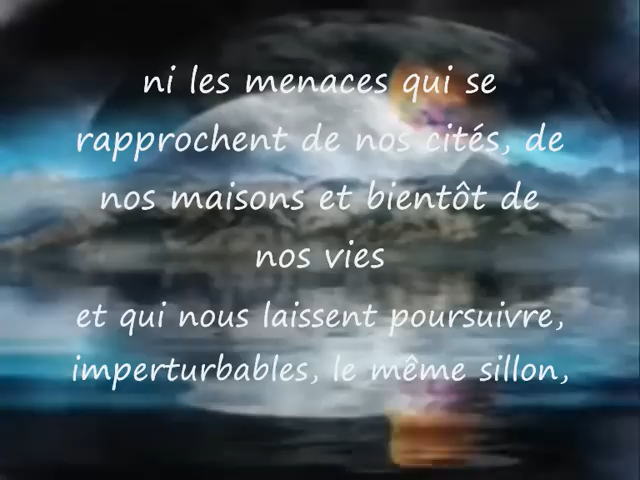 ni les menaces qui se
rapprochent de nos cités, de
nos maisons et bientôt de
nos vies
et qui nous laissent poursuivre,
imperturbables, le même sillon,